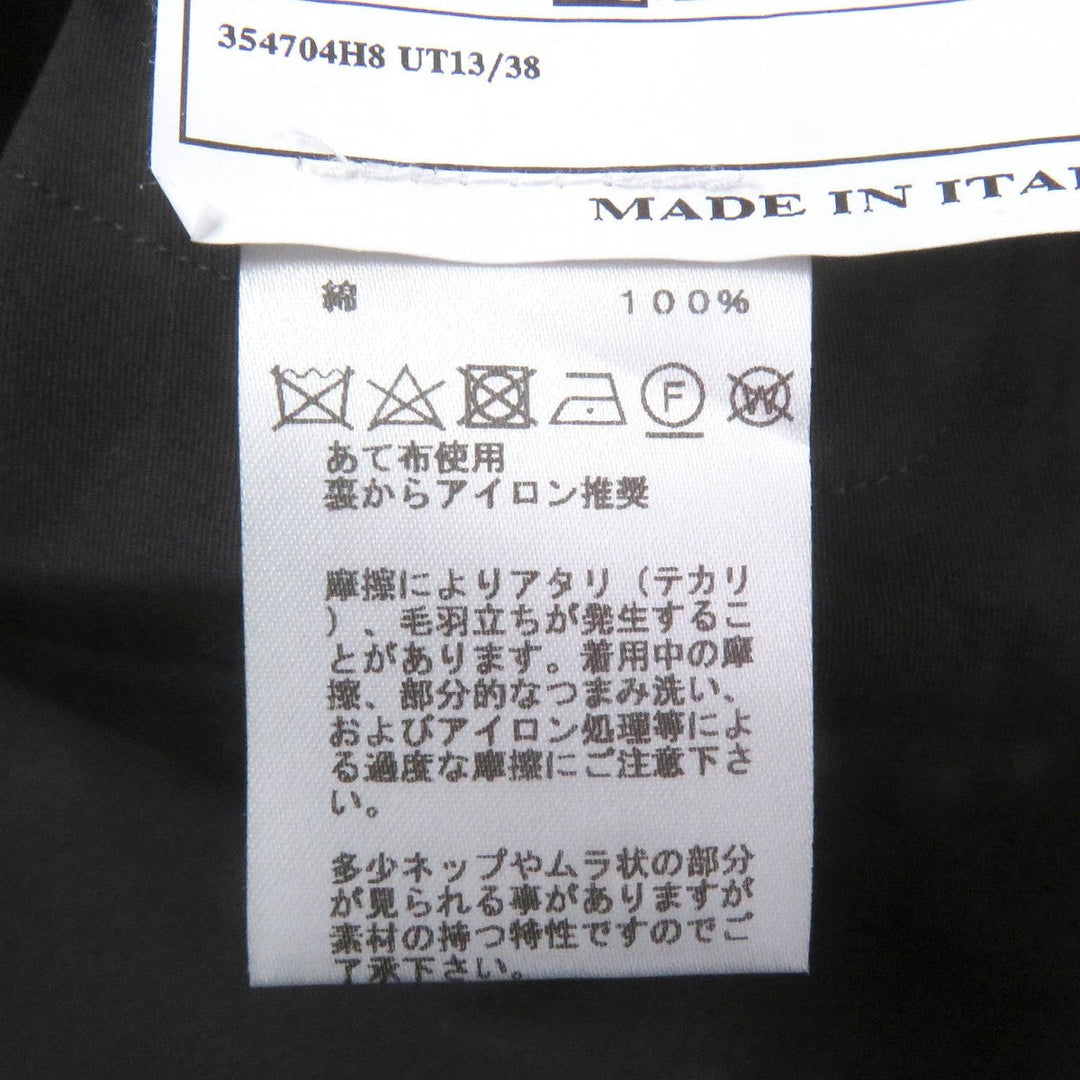 354704H8 UT13/38
MADE IN ITA
綿 100%
F W
あて布使用
裏からアイロン推奨
摩擦によりアタリ（テカリ
）、毛羽立ちが発生するこ
とがあります。着用中の摩
擦、部分的なつまみ洗い、
およびアイロン処理等によ
る過度な摩擦にご注意下さ
い。
多少ネップやムラ状の部分
が見られる事がありますが
素材の持つ特性ですのでご
了承下さい。